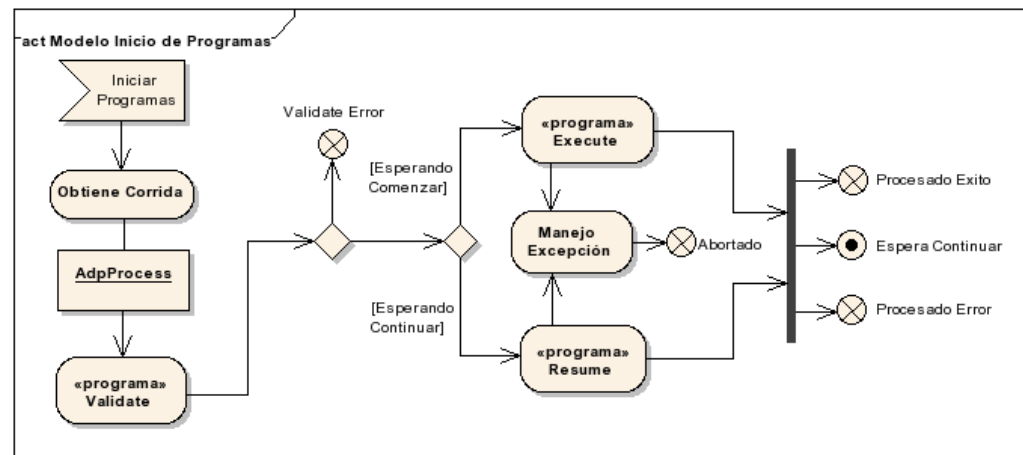 act Modelo Inicio de Programas
Iniciar
Programas
Obtiene Corrida
AdpProcess
«programa»
Validate
Validate Error
[Esperando
Comenzar]
[Esperando
Continuar]
«programa»
Execute
Manejo
Excepción
Abortado
«programa»
Resume
Procesado Exito
Espera Continuar
Procesado Error